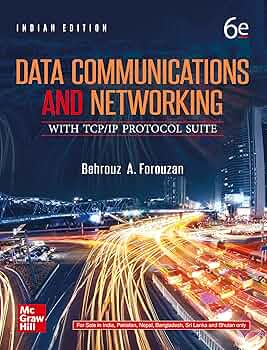 INDIAN EDITION
6e
DATA COMMUNICATIONS
AND NETWORKING
WITH TCP/IP PROTOCOL SUITE
Behrouz A. Forouzan
Mc
Graw
Hill
For Sale in India, Pakistan, Nepal, Bangladesh, Sri Lanka and Bhutan only